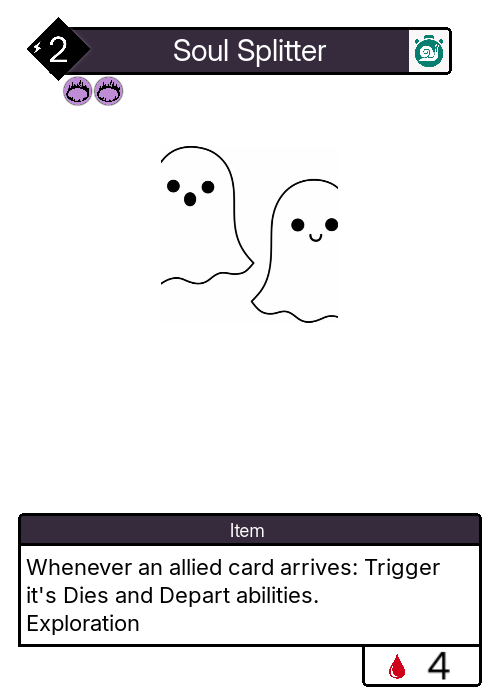 2
Soul Splitter
Item
Whenever an allied card arrives: Trigger
it's Dies and Depart abilities.
Exploration
4